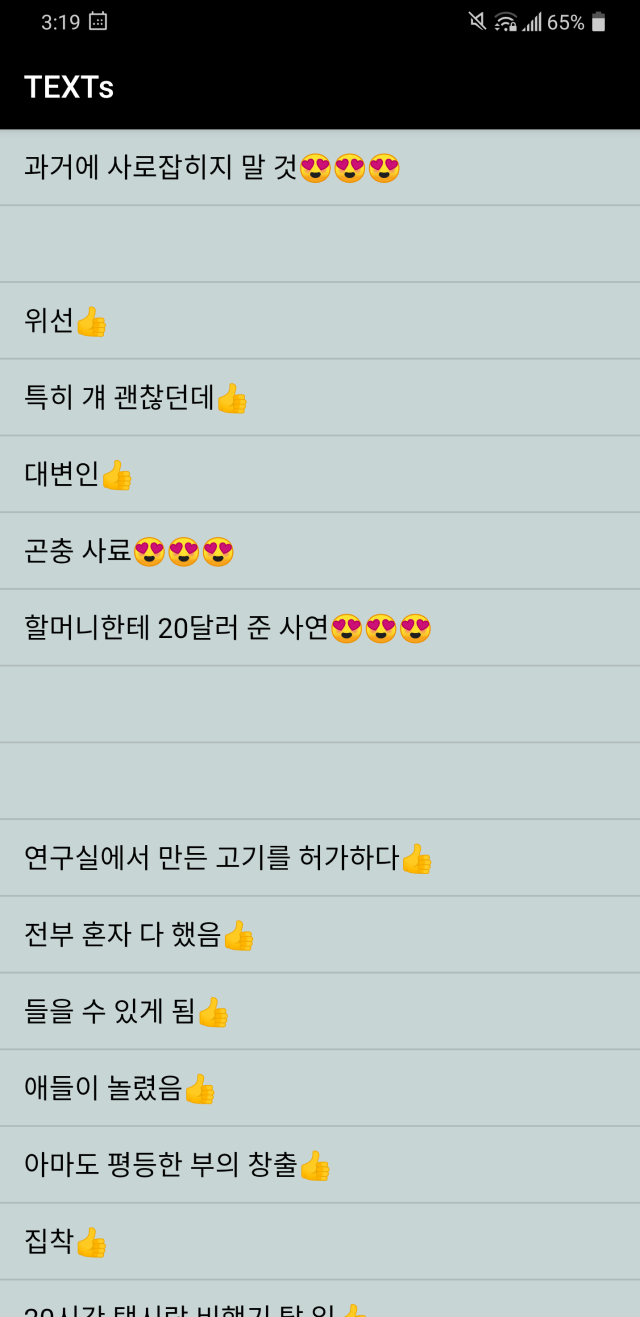 3:19 65%
TEXTs
과거에 사로잡히지 말 것😍😍😍
위선👍
특히 걔 괜찮던데👍
대변인👍
곤충 사료😍😍😍
할머니한테 20달러 준 사연😍😍😍
연구실에서 만든 고기를 허가하다👍
전부 혼자 다 했음👍
들을 수 있게 됨👍
애들이 놀렸음👍
아마도 평등한 부의 창출👍
집착👍